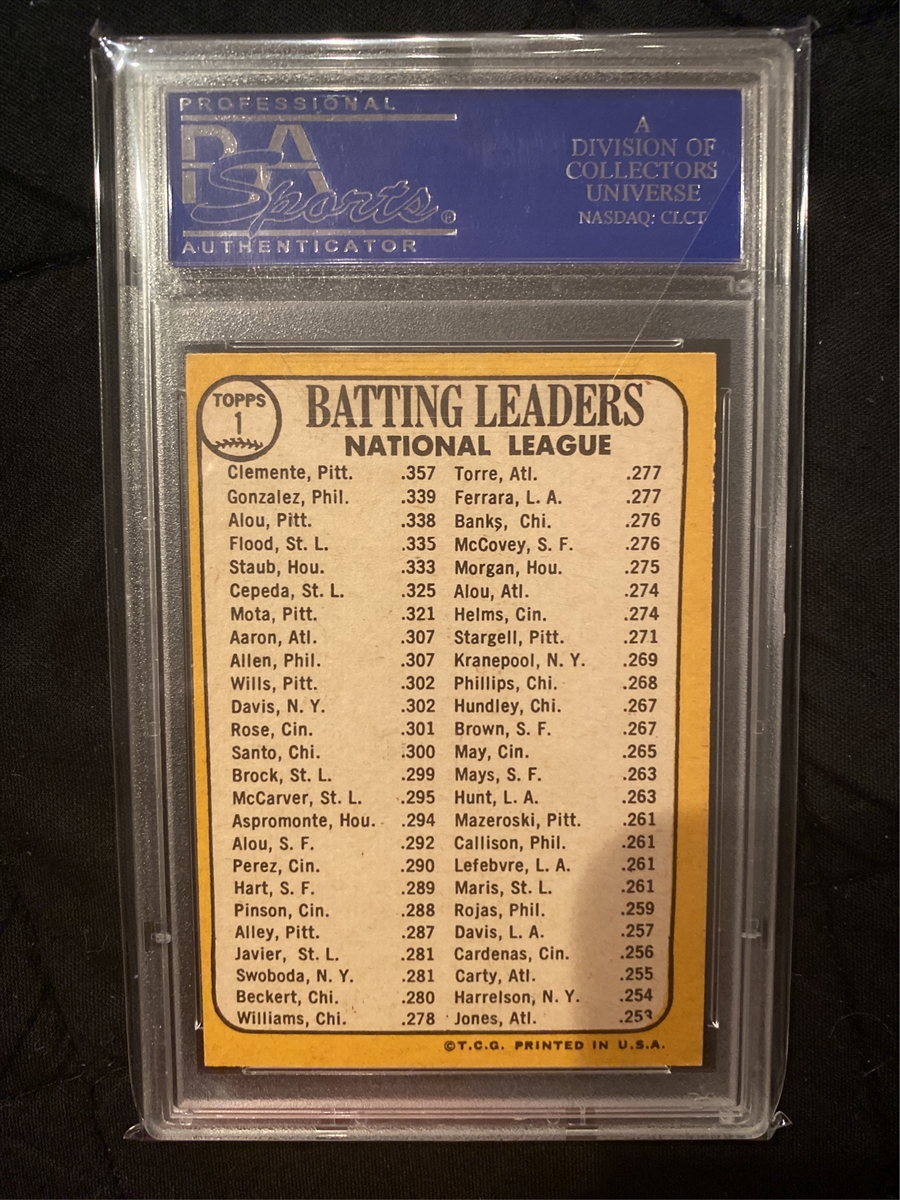 PROFESSIONAL
PSA
Sports®
AUTHENTICATOR
A
DIVISION OF
COLLECTORS
UNIVERSE
NASDAQ: CLCT
TOPPS
1
BATTING LEADERS
NATIONAL LEAGUE
Clemente, Pitt. .357 Torre, Atl. .277
Gonzalez, Phil. .339 Ferrara, L. A. .277
Alou, Pitt. .338 Banks, Chi. .276
Flood, St. L. .335 McCovey, S. F. .276
Staub, Hou. .333 Morgan, Hou. .275
Cepeda, St. L. .325 Alou, Atl. .274
Mota, Pitt. .321 Helms, Cin. .274
Aaron, Atl. .307 Stargell, Pitt. .271
Allen, Phil. .307 Kranepool, N. Y. .269
Wills, Pitt. .302 Phillips, Chi. .268
Davis, N. Y. .302 Hundley, Chi. .267
Rose, Cin. .301 Brown, S. F. .267
Santo, Chi. .300 May, Cin. .265
Brock, St. L. .299 Mays, S. F. .263
McCarver, St. L. .295 Hunt, L. A. .263
Aspromonte, Hou. .294 Mazeroski, Pitt. .261
Alou, S. F. .292 Callison, Phil. .261
Perez, Cin. .290 Lefebvre, L. A. .261
Hart, S. F. .289 Maris, St. L. .261
Pinson, Cin. .288 Rojas, Phil. .259
Alley, Pitt. .287 Davis, L. A. .257
Javier, St. L. .281 Cardenas, Cin. .256
Swoboda, N. Y. .281 Carty, Atl. .255
Beckert, Chi. .280 Harrelson, N. Y. .254
Williams, Chi. .278 Jones, Atl. .253
©T.C.G. PRINTED IN U.S.A.